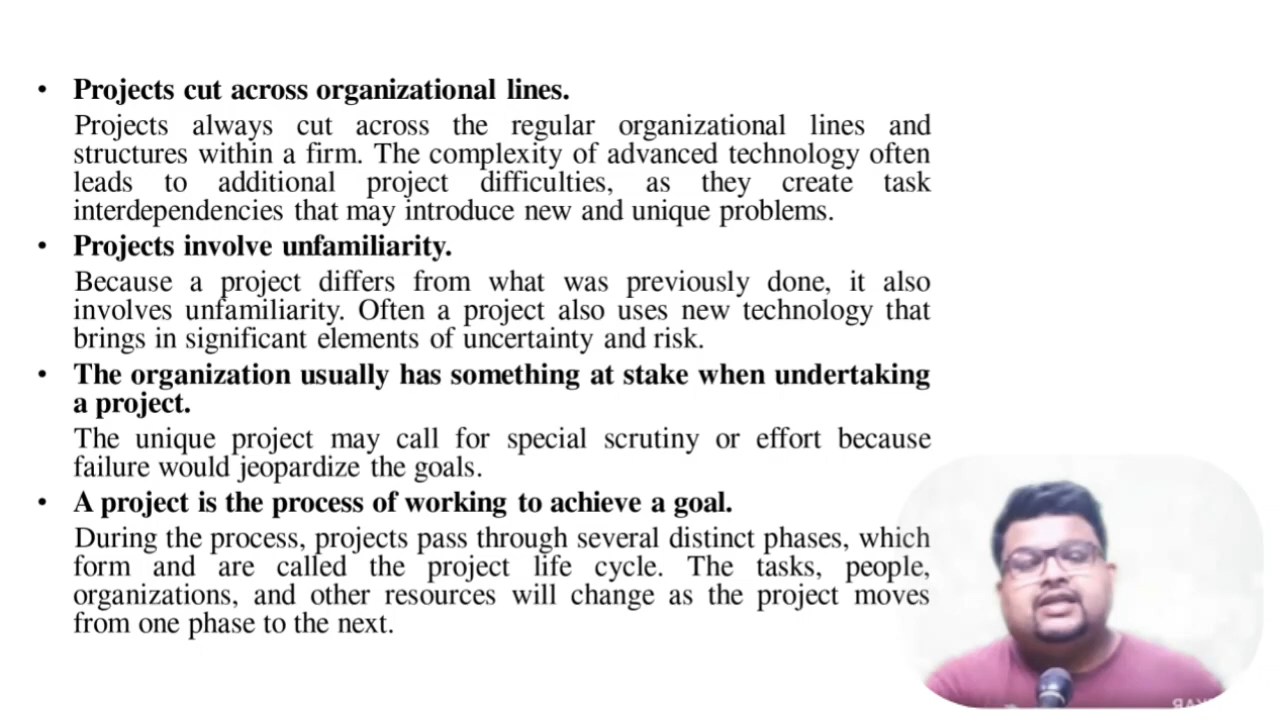 • Projects cut across organizational lines.
Projects always cut across the regular organizational lines and
structures within a firm. The complexity of advanced technology often
leads to additional project difficulties, as they create task
interdependencies that may introduce new and unique problems.
• Projects involve unfamiliarity.
Because a project differs from what was previously done, it also
involves unfamiliarity. Often a project also uses new technology that
brings in significant elements of uncertainty and risk.
• The organization usually has something at stake when undertaking
a project.
The unique project may call for special scrutiny or effort because
failure would jeopardize the goals.
• A project is the process of working to achieve a goal.
During the process, projects pass through several distinct phases, which
form and are called the project life cycle. The tasks, people,
organizations, and other resources will change as the project moves
from one phase to the next.